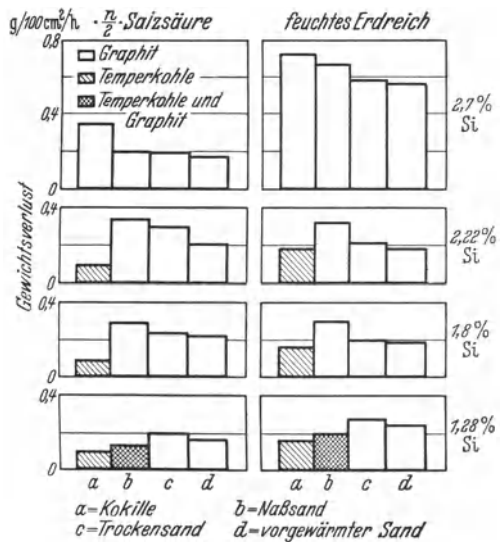 g/100cm²/h · n/2 · Salzsäure feuchtes Erdreich
0,8
Graphit
Temperkohle
0,4
Temperkohle und
Graphit
2,7%
Si
0
Gewichtsverlust
0,4
2,22%
Si
0
0,4
1,8%
Si
0
0,4
1,28%
Si
0
a b c d a b c d
a=Kokille b=Naßsand
c=Trockensand d=vorgewärmter Sand